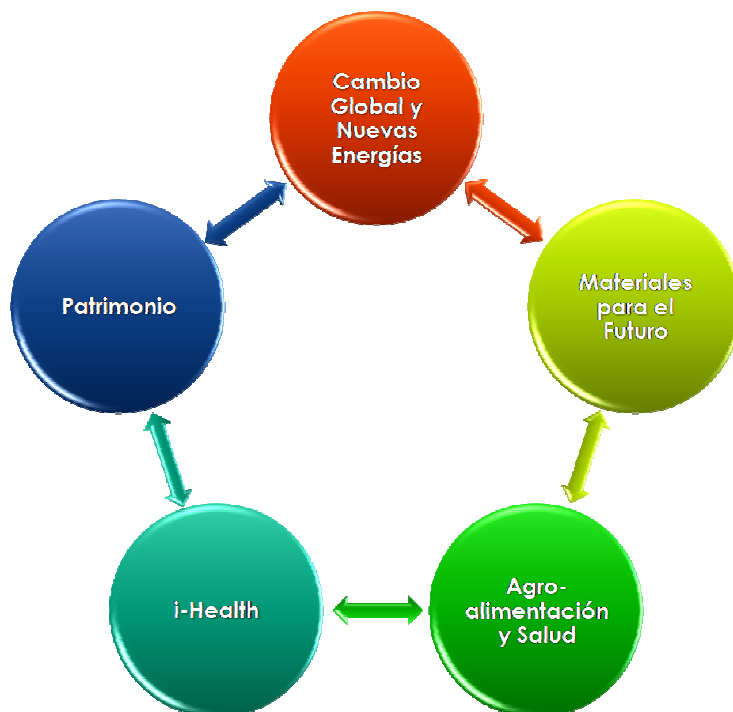 Cambio
Global y
Nuevas
Energías
Materiales
para el
Futuro
Agro-
alimentación
y Salud
i-Health
Patrimonio